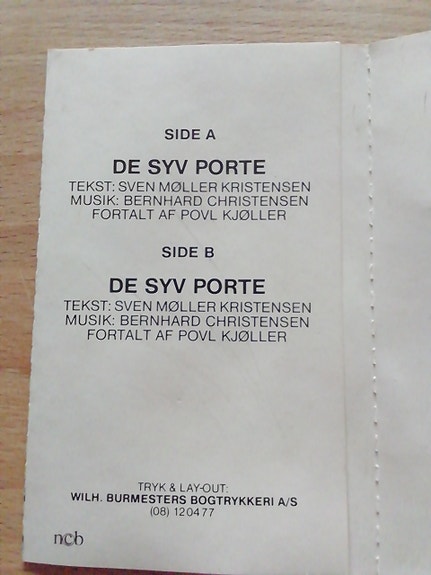 SIDE A
DE SYV PORTE
TEKST: SVEN MØLLER KRISTENSEN
MUSIK: BERNHARD CHRISTENSEN
FORTALT AF POVL KJØLLER
SIDE B
DE SYV PORTE
TEKST: SVEN MØLLER KRISTENSEN
MUSIK: BERNHARD CHRISTENSEN
FORTALT AF POVL KJØLLER
TRYK & LAY-OUT:
WILH. BURMESTERS BOGTRYKKERI A/S
(08) 120477
ncb